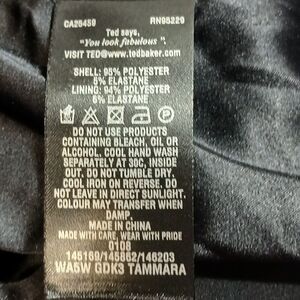 CA25459 RN95229
Ted says,
"You look fabulous".
VISIT TED@www.tedbaker.com
SHELL: 95% POLYESTER
5% ELASTANE
LINING: 94% POLYESTER
6% ELASTANE
DO NOT USE PRODUCTS
CONTAINING BLEACH, OIL OR
ALCOHOL. COOL HAND WASH
SEPARATELY AT 30C, INSIDE
OUT. DO NOT TUMBLE DRY.
COOL IRON ON REVERSE. DO
NOT LEAVE IN DIRECT SUNLIGHT.
COLOUR MAY TRANSFER WHEN
DAMP.
MADE IN CHINA
MADE WITH CARE, WEAR WITH PRIDE
0108
145169/145862/146203
WA5W GDK3 TAMMARA